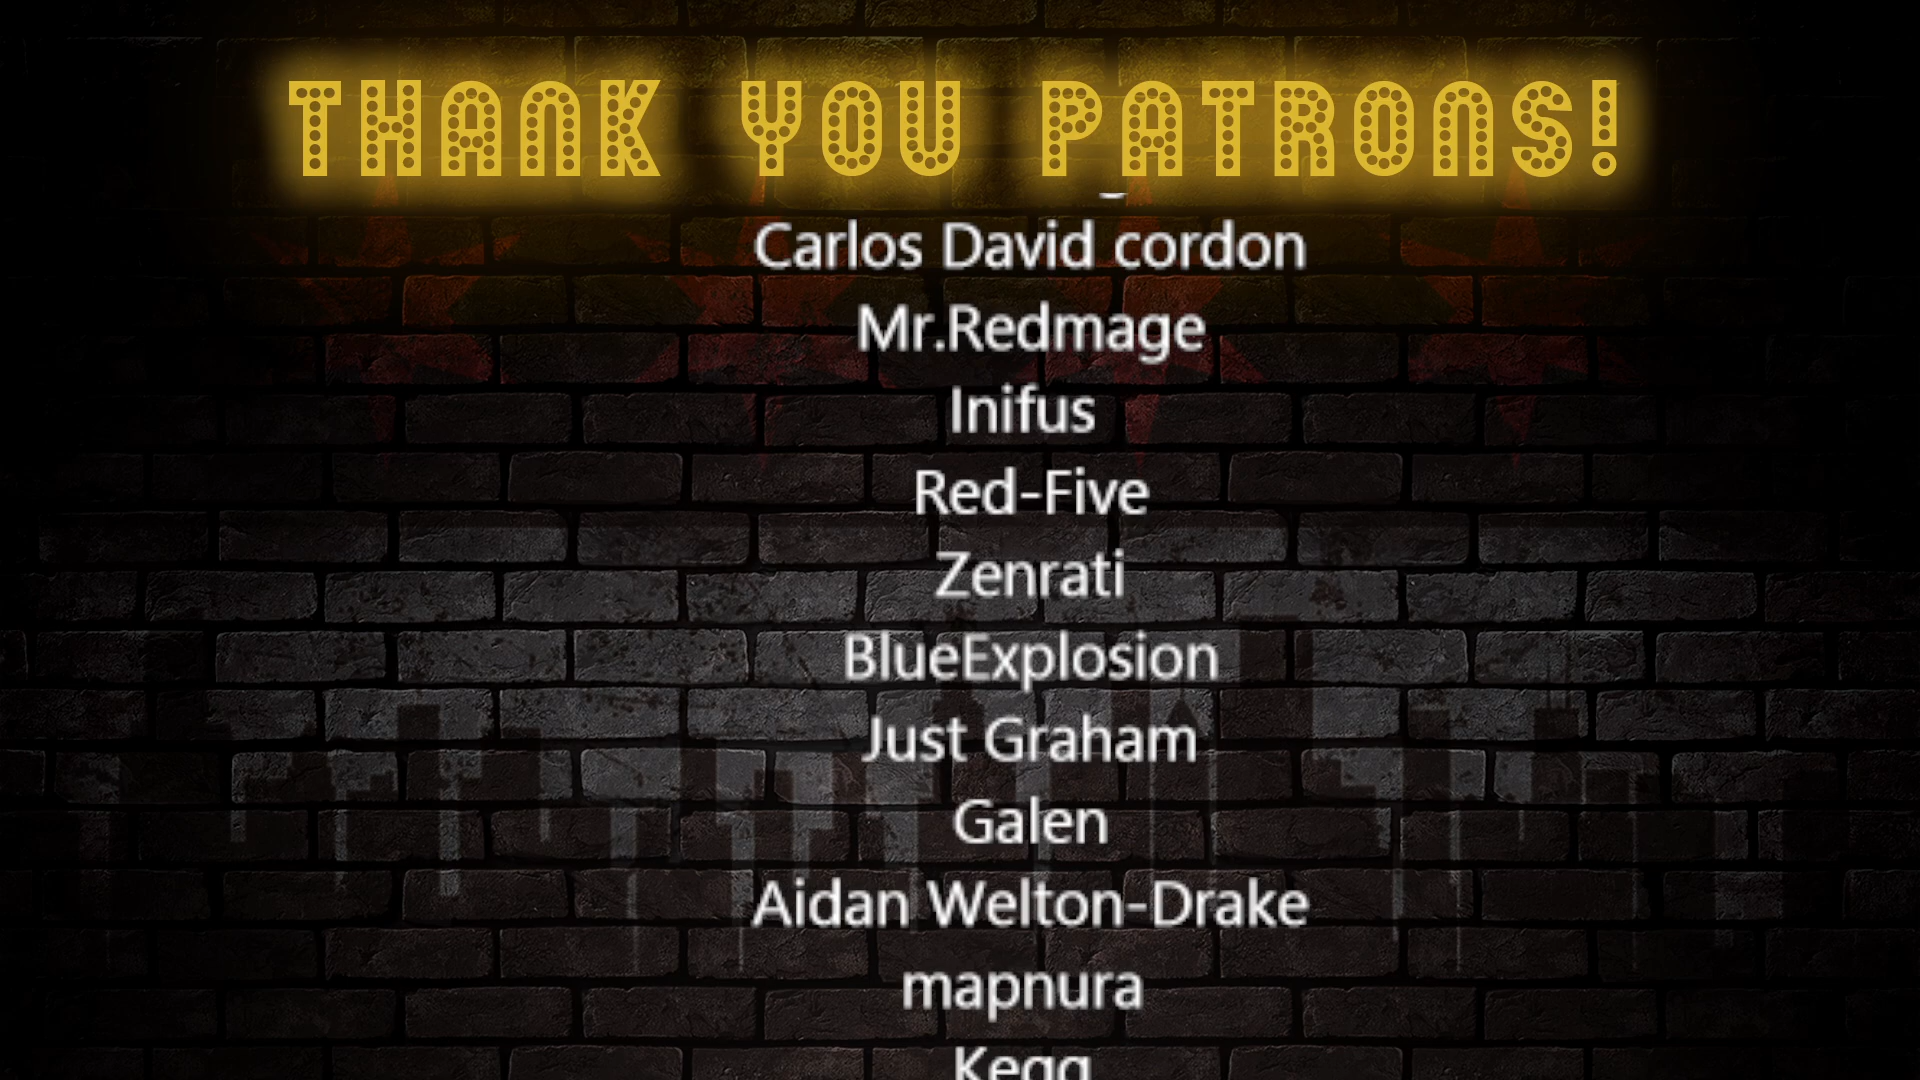 THANK YOU PATRONS!
Carlos David cordon
Mr.Redmage
Inifus
Red-Five
Zenrati
BlueExplosion
Just Graham
Galen
Aidan Welton-Drake
mapnura